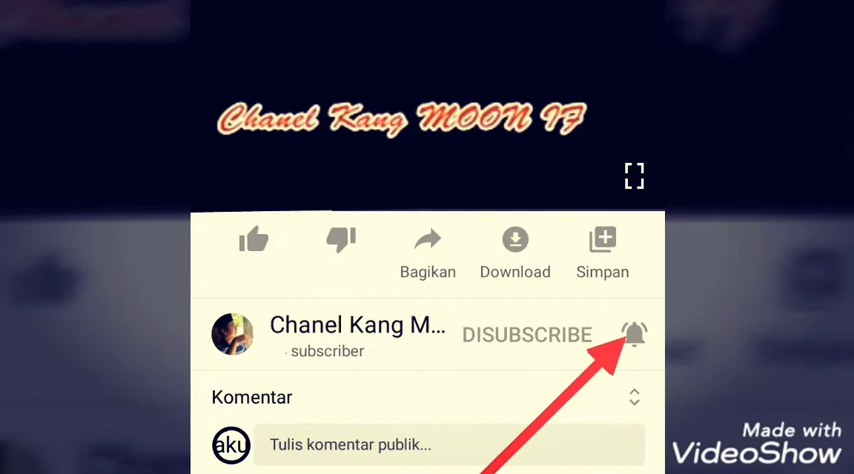 Chanel Kang MOON IF
Bagikan Download Simpan
Chanel Kang M... DISUBSCRIBE
subscriber
Komentar
aku Tulis komentar publik...
Made with
VideoShow